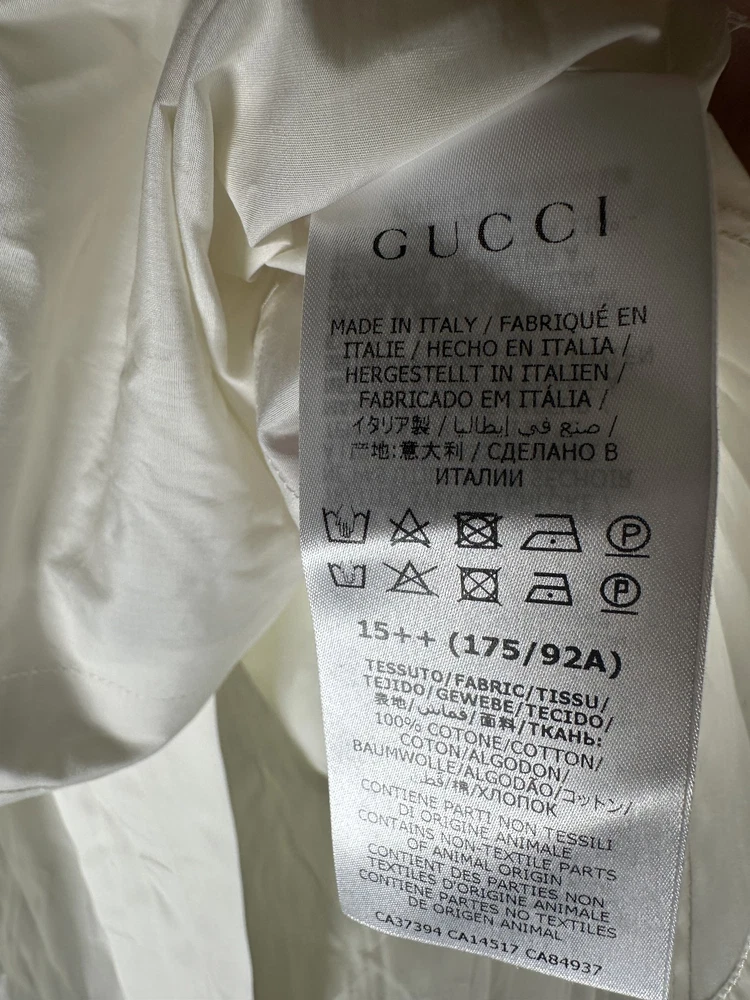 GUCCI
MADE IN ITALY / FABRIQUÉ EN
ITALIE / HECHO EN ITALIA /
HERGESTELLT IN ITALIEN /
FABRICADO EM ITÁLIA /
イタリア製 / صنع في إيطاليا /
产地:意大利 / СДЕЛАНО В
ИТАЛИИ
P
P
15++ (175/92A)
TESSUTO/FABRIC/TISSU/
TEJIDO/GEWEBE/TECIDO/
表地/قماش/面料/ТКАНЬ:
100% COTONE/COTTON/
COTON/ALGODON/
BAUMWOLLE/ALGODÃO/コットン/
قطن/棉/ХЛОПОК
CONTIENE PARTI NON TESSILI
DI ORIGINE ANIMALE
CONTAINS NON-TEXTILE PARTS
OF ANIMAL ORIGIN
CONTIENT DES PARTIES NON
TEXTILES D'ORIGINE ANIMALE
CONTIENE PARTES NO TEXTILES
DE ORIGEN ANIMAL
CA37394 CA14517 CA84937